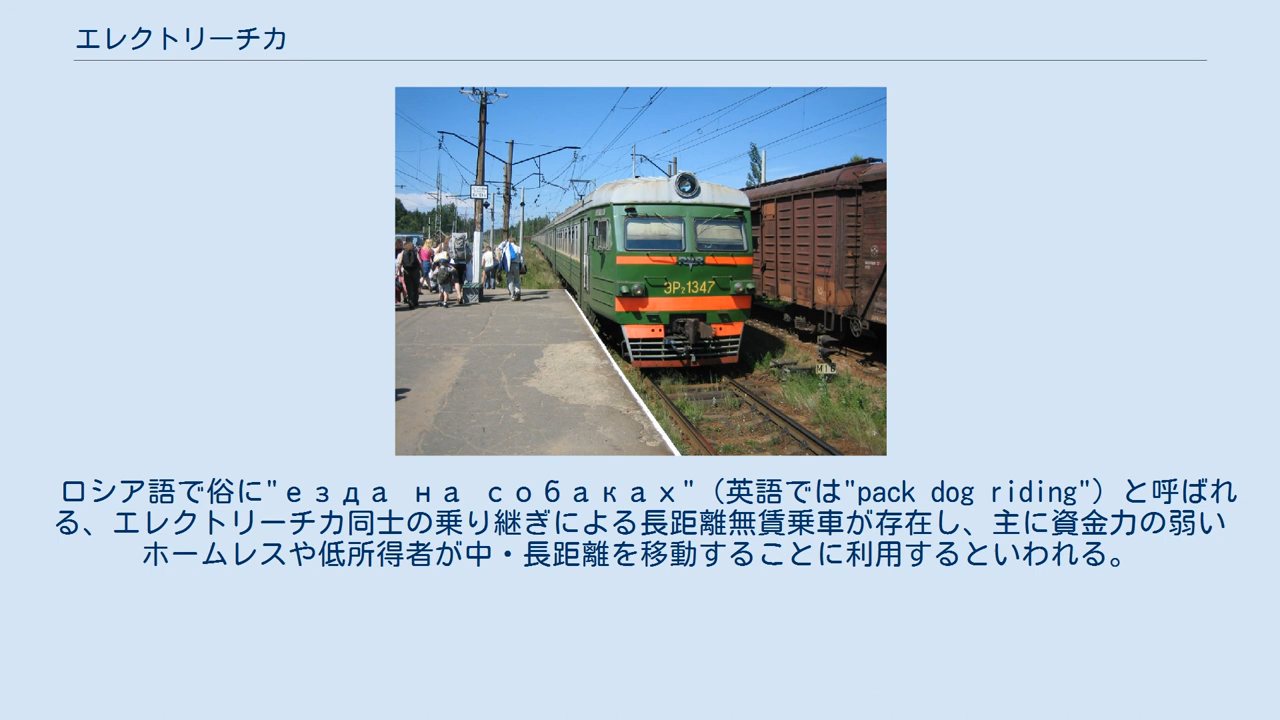 エレクトリーチカ
ЭР2 1347
ロシア語で俗に"езда на собаках"（英語では"pack dog riding"）と呼ばれ
る、エレクトリーチカ同士の乗り継ぎによる長距離無賃乗車が存在し、主に資金力の弱い
ホームレスや低所得者が中・長距離を移動することに利用するといわれる。